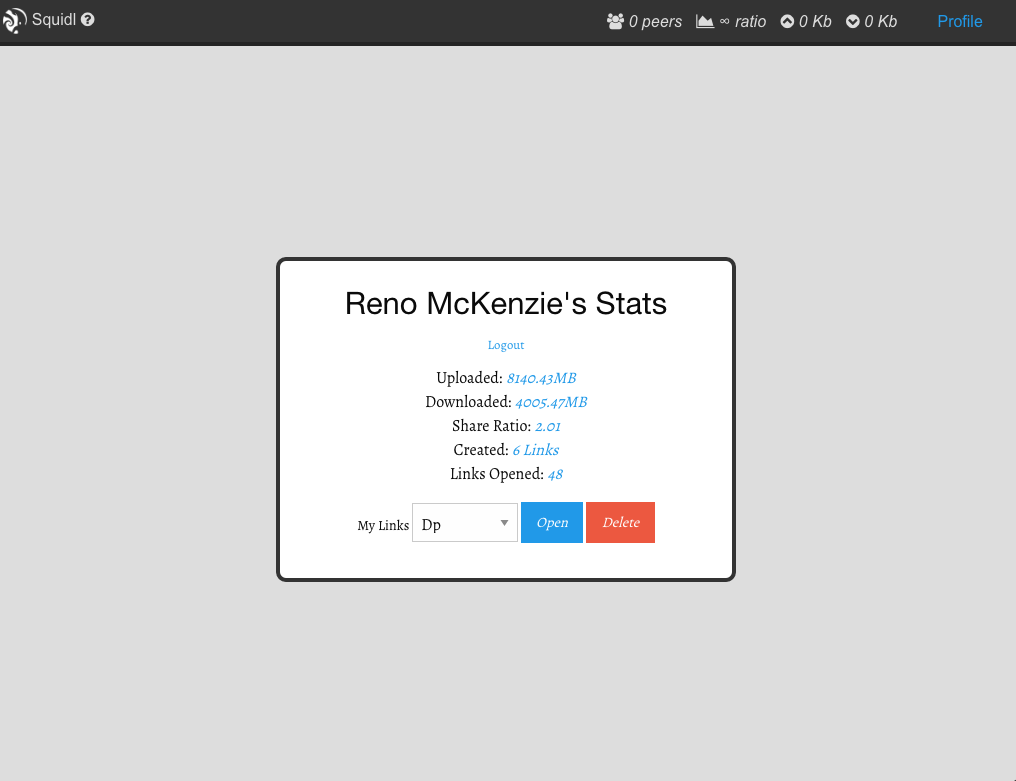 Squidl
0 peers ∞ ratio 0 Kb 0 Kb Profile
Reno McKenzie's Stats
Logout
Uploaded: 8140.43MB
Downloaded: 4005.47MB
Share Ratio: 2.01
Created: 6 Links
Links Opened: 48
My Links Dp Open Delete